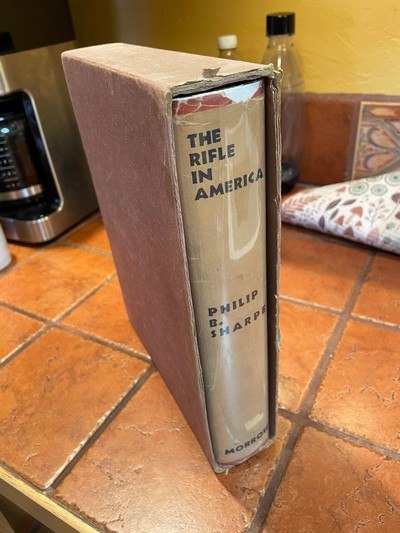 THE
RIFLE
IN
AMERICA
PHILIP
B.
SHARPE
MORROW